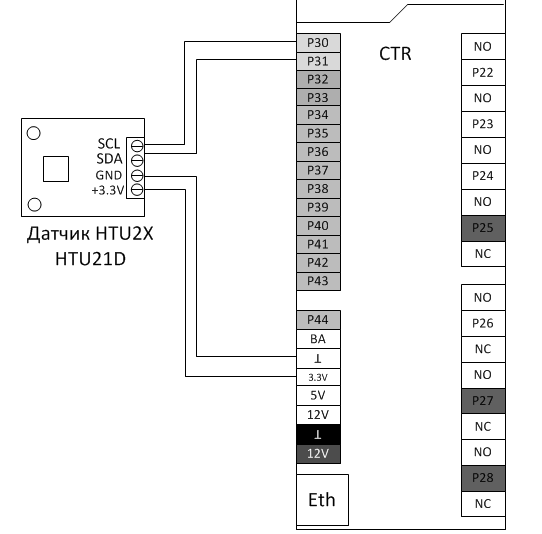 SCL
SDA
GND
+3.3V
Датчик HTU2X
HTU21D
CTR
P30
P31
P32
P33
P34
P35
P36
P37
P38
P39
P40
P41
P42
P43
P44
BA
⊥
3.3V
5V
12V
⊥
12V
Eth
NO
P22
NO
P23
NO
P24
NO
P25
NC
NO
P26
NC
NO
P27
NC
NO
P28
NC